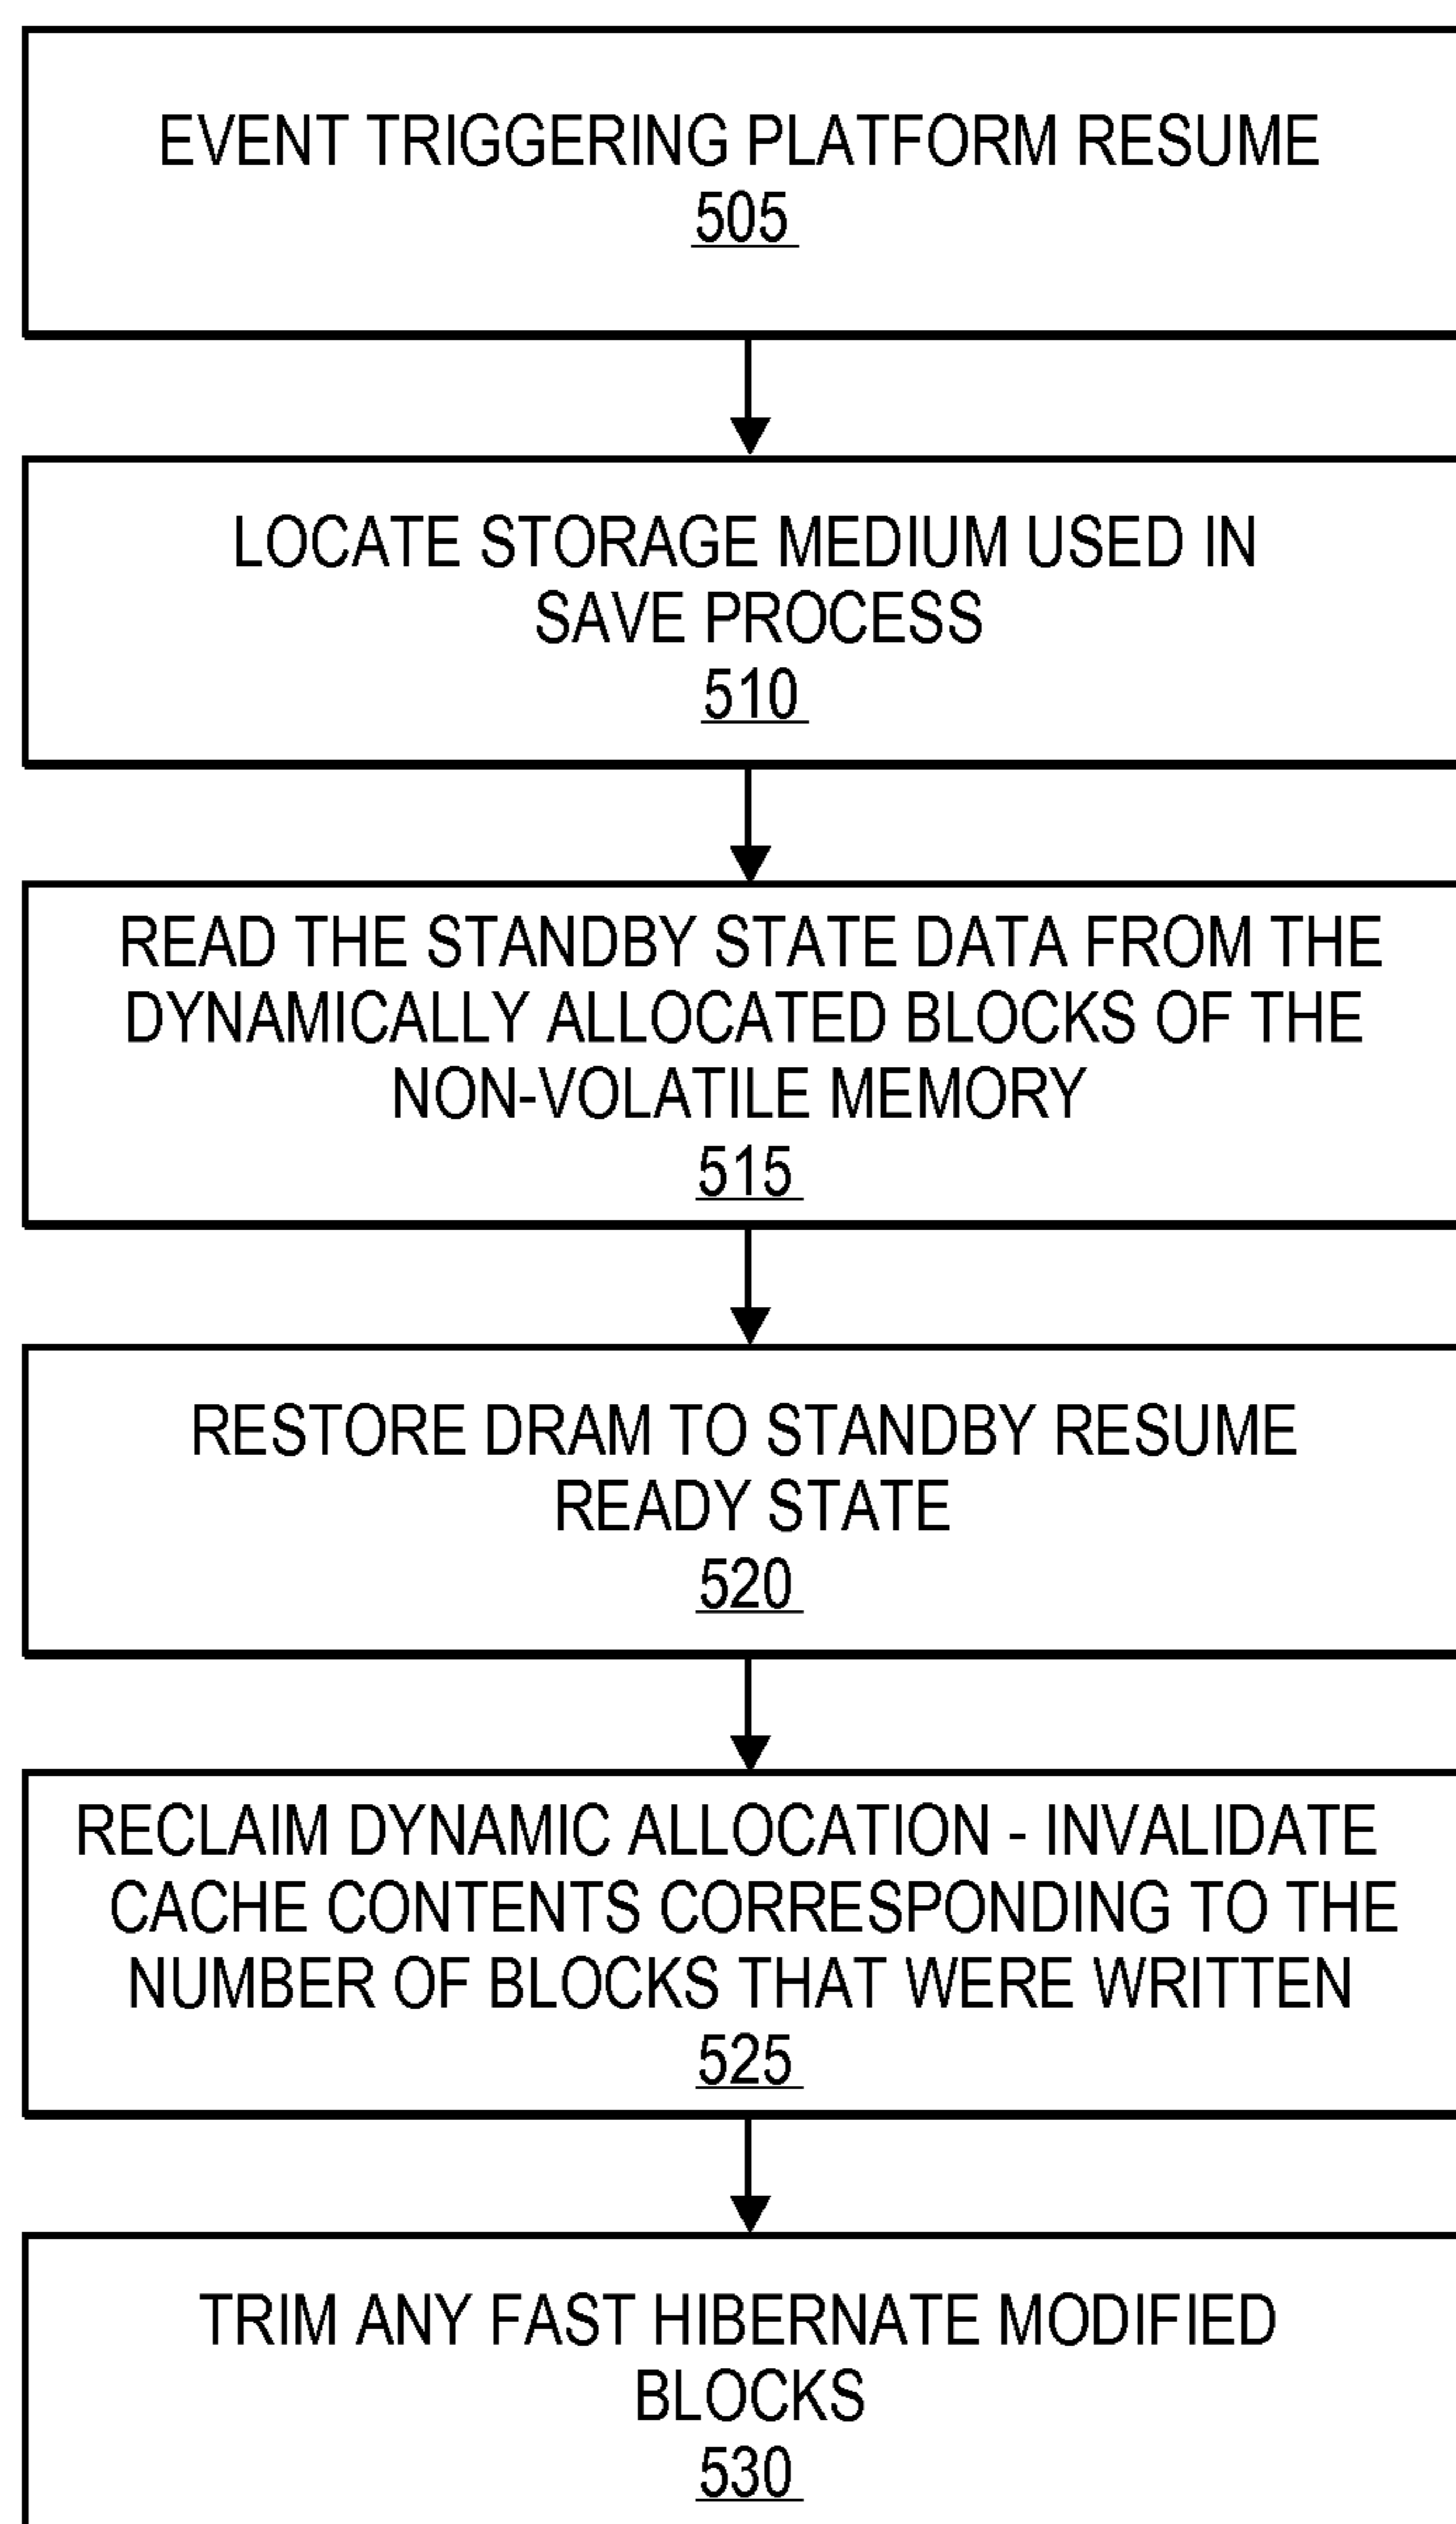 EVENT TRIGGERING PLATFORM RESUME
505
LOCATE STORAGE MEDIUM USED IN
SAVE PROCESS
510
READ THE STANDBY STATE DATA FROM THE
DYNAMICALLY ALLOCATED BLOCKS OF THE
NON-VOLATILE MEMORY
515
RESTORE DRAM TO STANDBY RESUME
READY STATE
520
RECLAIM DYNAMIC ALLOCATION - INVALIDATE
CACHE CONTENTS CORRESPONDING TO THE
NUMBER OF BLOCKS THAT WERE WRITTEN
525
TRIM ANY FAST HIBERNATE MODIFIED
BLOCKS
530